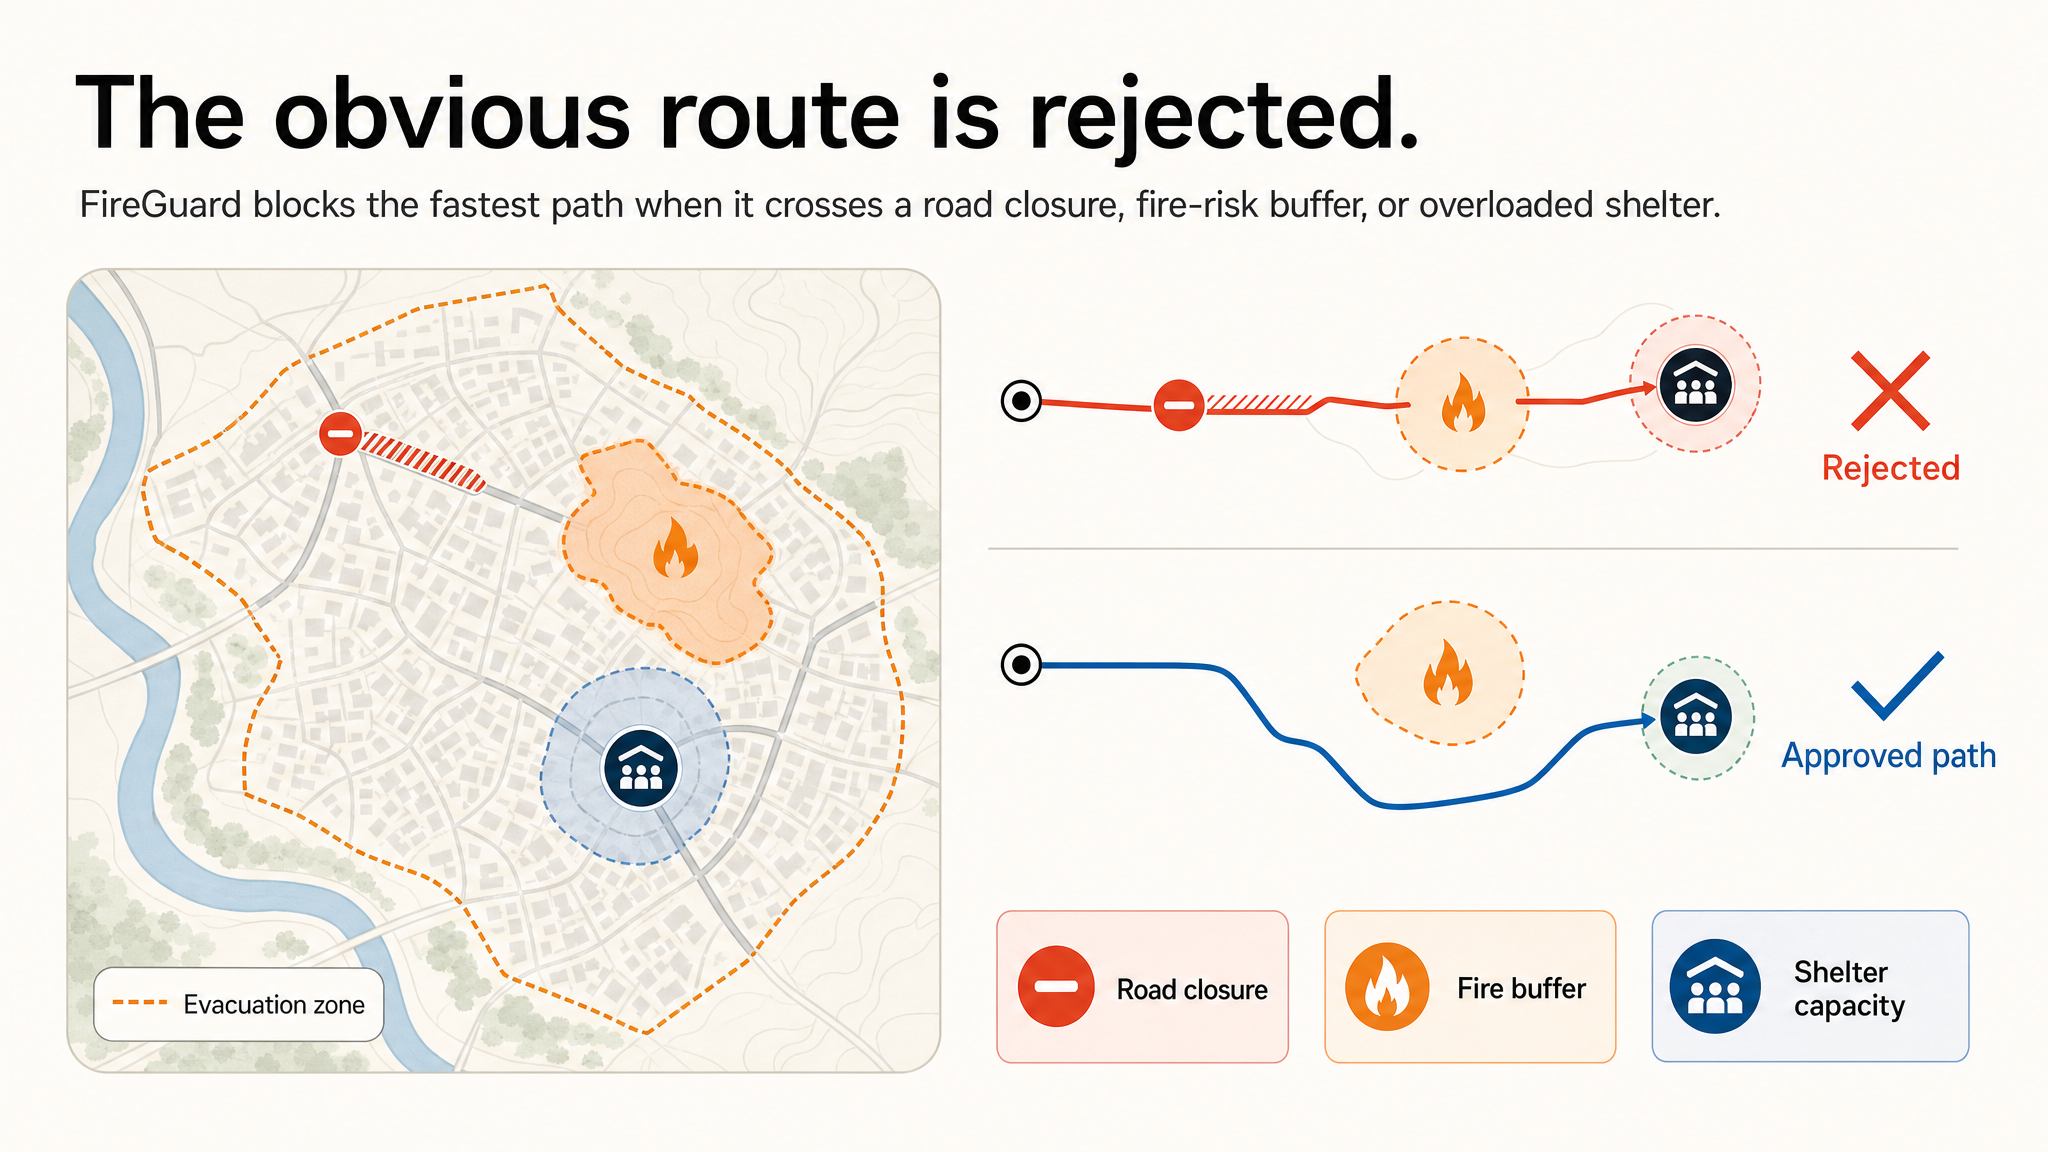 The obvious route is rejected.
FireGuard blocks the fastest path when it crosses a road closure, fire-risk buffer, or overloaded shelter.
Rejected
Approved path
Evacuation zone
Road closure
Fire buffer
Shelter
capacity